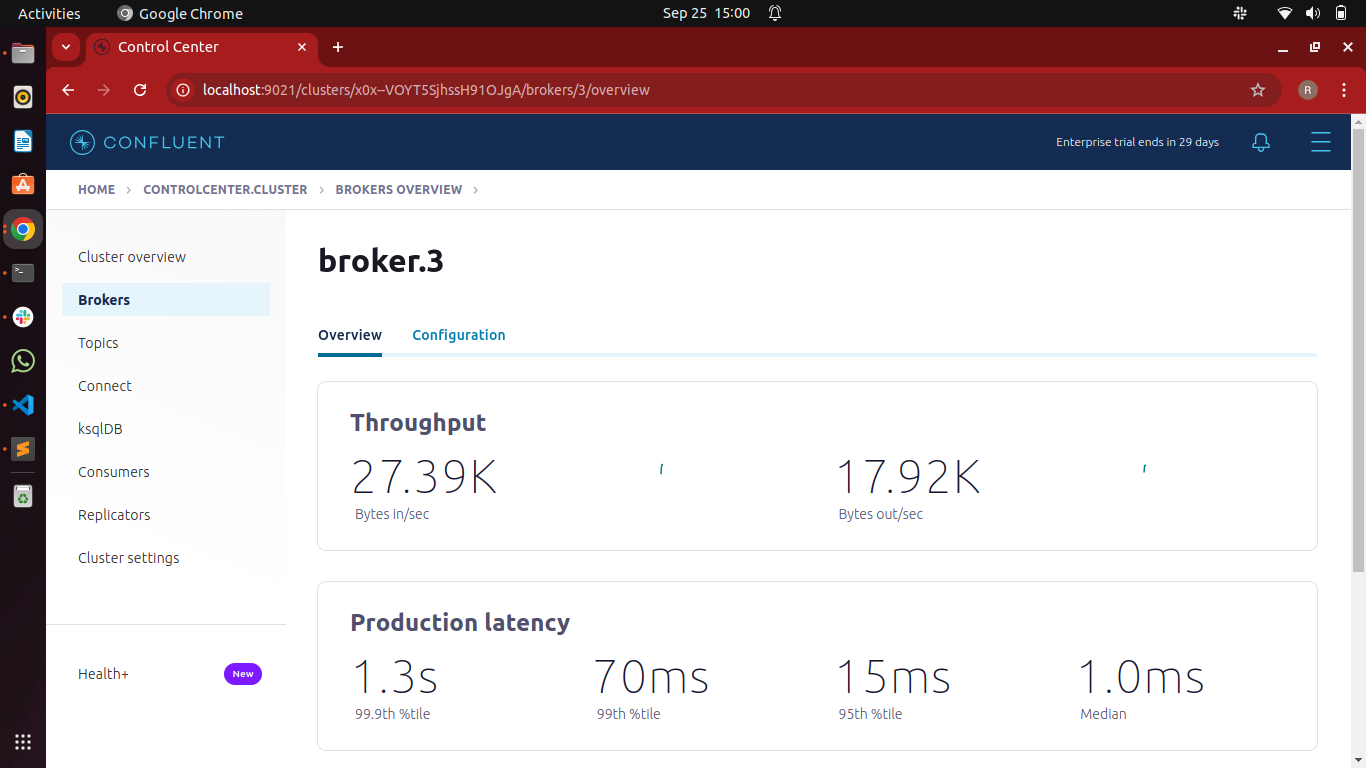 Activities
Google Chrome
Sep 25 15:00
Control Center
localhost:9021/clusters/x0x--VOYT5SjhssH91OJgA/brokers/3/overview
R
CONFLUENT
Enterprise trial ends in 29 days
HOME > CONTROLCENTER.CLUSTER > BROKERS OVERVIEW >
Cluster overview
Brokers
Topics
Connect
ksqlDB
Consumers
Replicators
Cluster settings
Health+
New
broker.3
Overview
Configuration
Throughput
27.39K
Bytes in/sec
17.92K
Bytes out/sec
Production latency
1.3s
99.9th %tile
70ms
99th %tile
15ms
95th %tile
1.0ms
Median